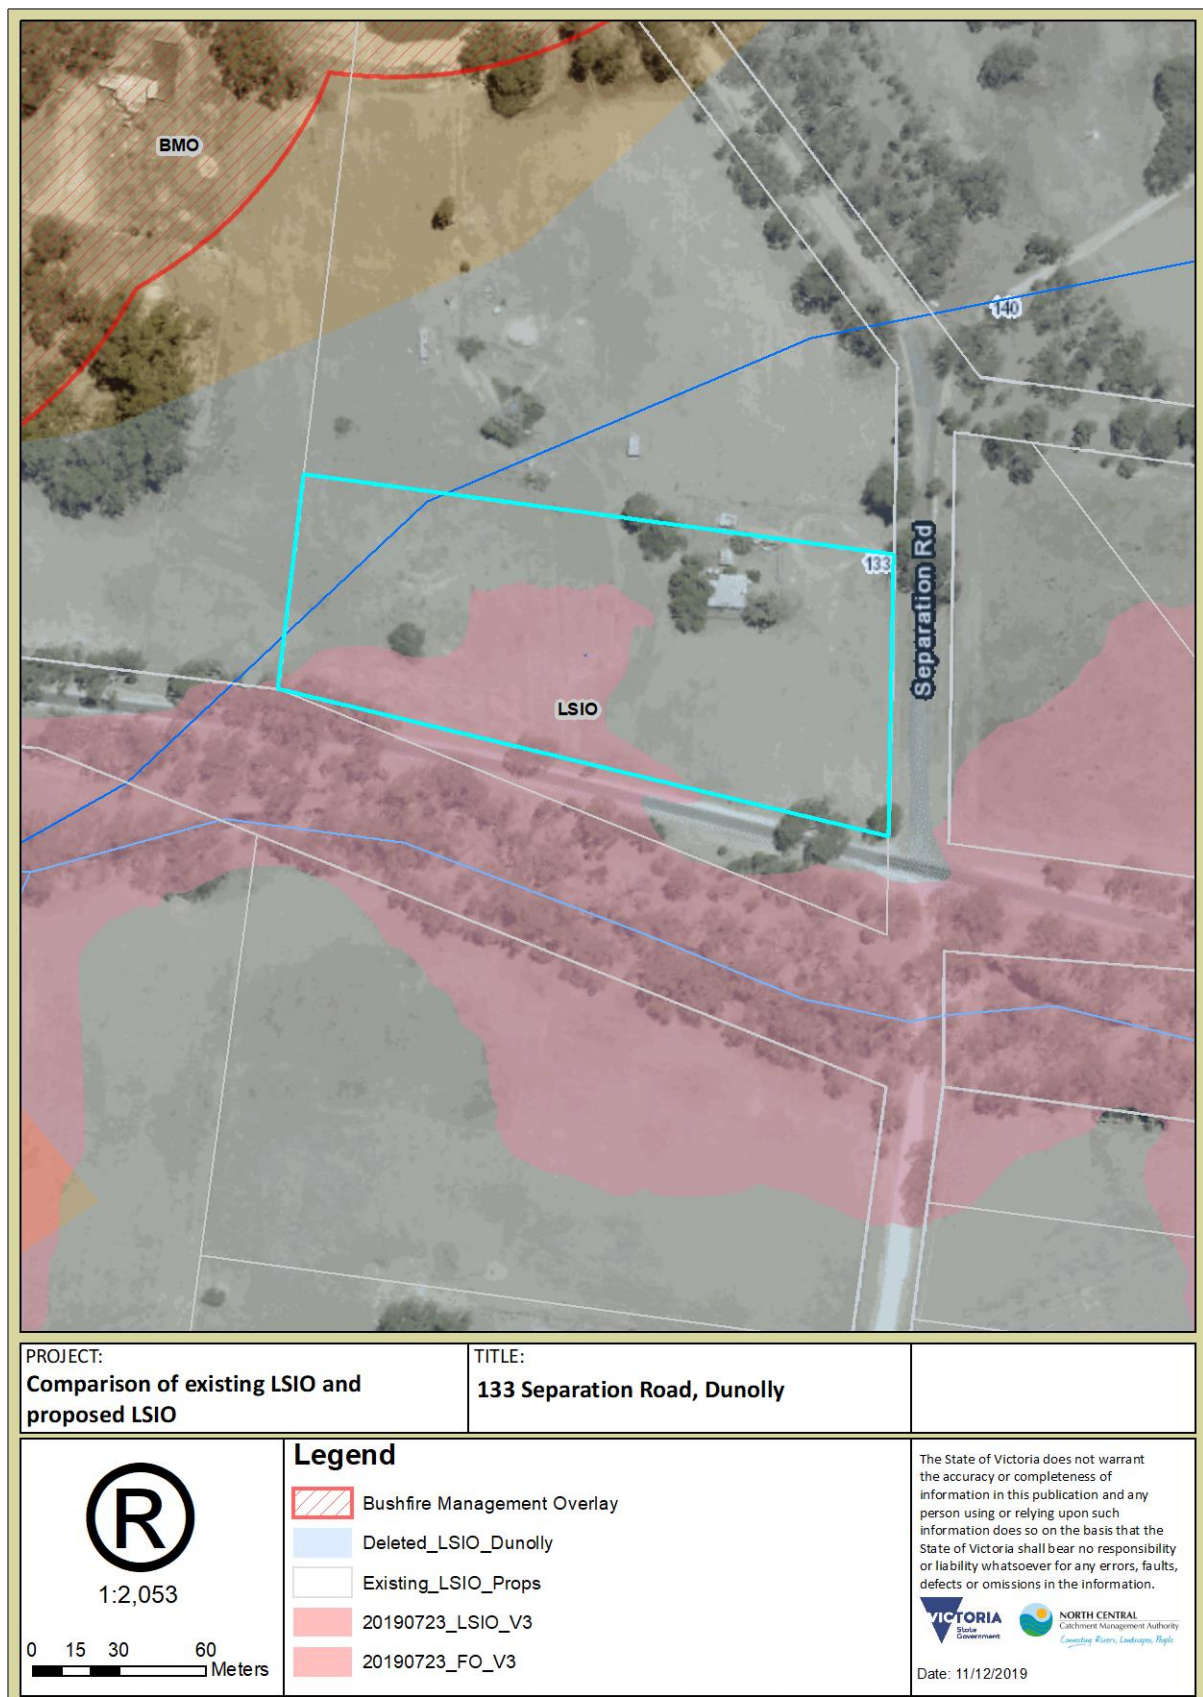 BMO
140
133
Separation Rd
LSIO
PROJECT:
Comparison of existing LSIO and
proposed LSIO
TITLE:
133 Separation Road, Dunolly
R
1:2,053
0 15 30 60
Meters
Legend
Bushfire Management Overlay
Deleted_LSIO_Dunolly
Existing_LSIO_Props
20190723_LSIO_V3
20190723_FO_V3
The State of Victoria does not warrant
the accuracy or completeness of
information in this publication and any
person using or relying upon such
information does so on the basis that the
State of Victoria shall bear no responsibility
or liability whatsoever for any errors, faults,
defects or omissions in the information.
VICTORIA
State
Government
NORTH CENTRAL
Catchment Management Authority
Connecting Rivers, Landscapes, People
Date: 11/12/2019